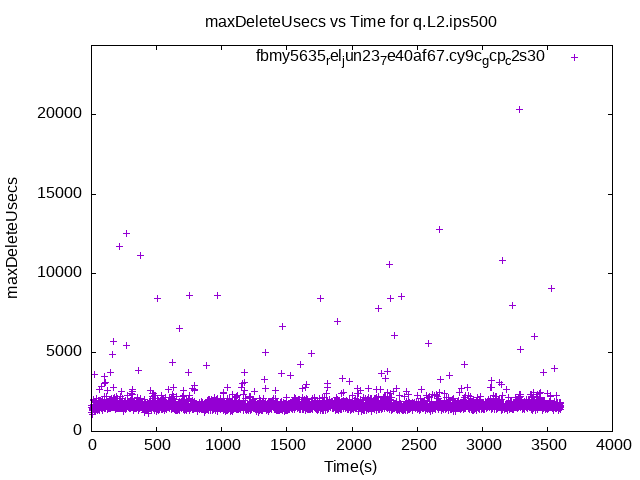 maxDeleteUsecs vs Time for q.L2.ips500
fbmy5635_rel_jun23_7e40af67.cy9c_gcp_c2s30
maxDeleteUsecs
20000
15000
10000
5000
0
0 500 1000 1500 2000 2500 3000 3500 4000
Time(s)